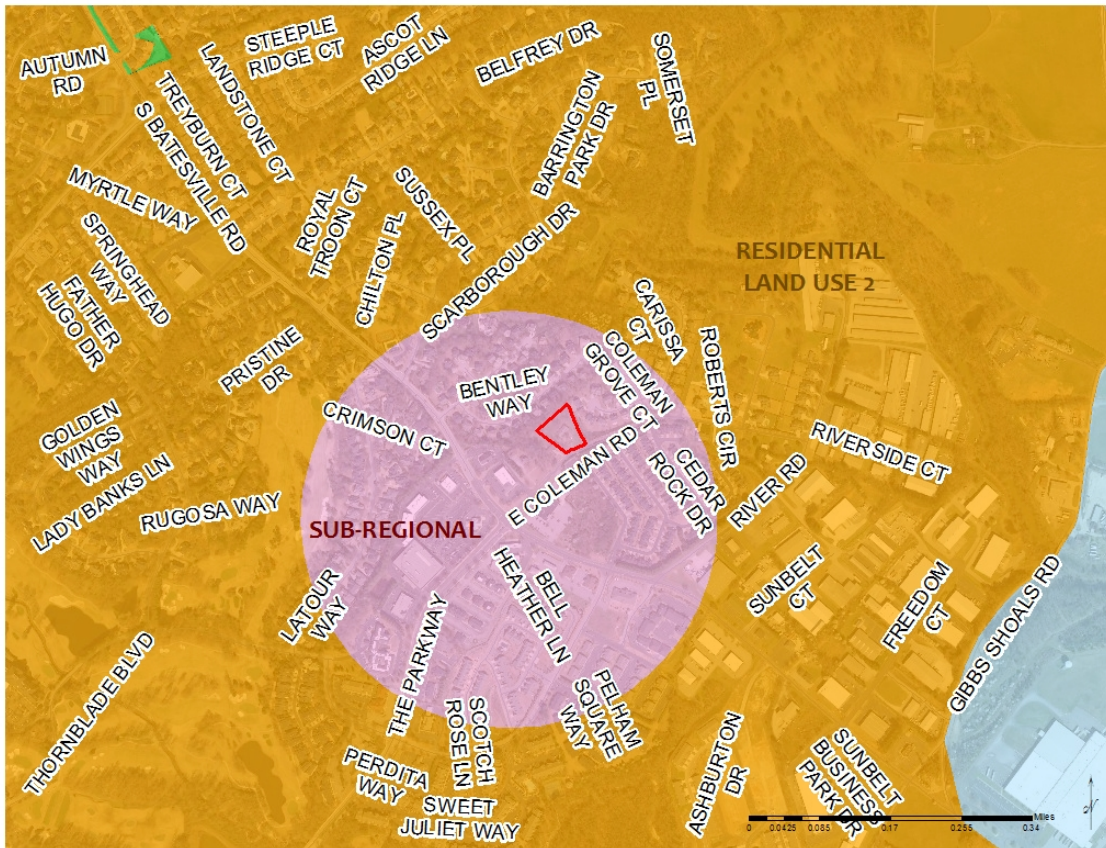 AUTUMN
RD
LANDSTONE CT
STEEPLE
RIDGE CT
ASCOT
RIDGE LN
BELFREY DR
SOMERSET
PL
TREYBURN CT
S BATESVILLE RD
BARRINGTON
PARK DR
MYRTLE WAY
ROYAL
TROON CT
SUSSEX PL
CHILTON PL
SCARBOROUGH DR
SPRINGHEAD
WAY
FATHER
HUGO DR
RESIDENTIAL
LAND USE 2
CARISSA
CT
COLEMAN
GROVE CT
ROBERTS CIR
PRISTINE
DR
BENTLEY
WAY
CRIMSON CT
GOLDEN
WINGS
WAY
LADY BANKS LN
RUGOSA WAY
SUB-REGIONAL
E COLEMAN RD
CEDAR
ROCK DR
RIVER RD
RIVERSIDE CT
LATOUR
WAY
HEATHER LN
BELL
SUNBELT
CT
FREEDOM
CT
GIBBS SHOALS RD
THORNBLADE BLVD
THE PARKWAY
SCOTCH
ROSE LN
PELHAM
SQUARE
WAY
PERDITA
WAY
SWEET
JULIET WAY
ASHBURTON
DR
SUNBELT
BUSINESS
PARK DR
Miles
0 0.0425 0.085 0.17 0.255 0.34
N